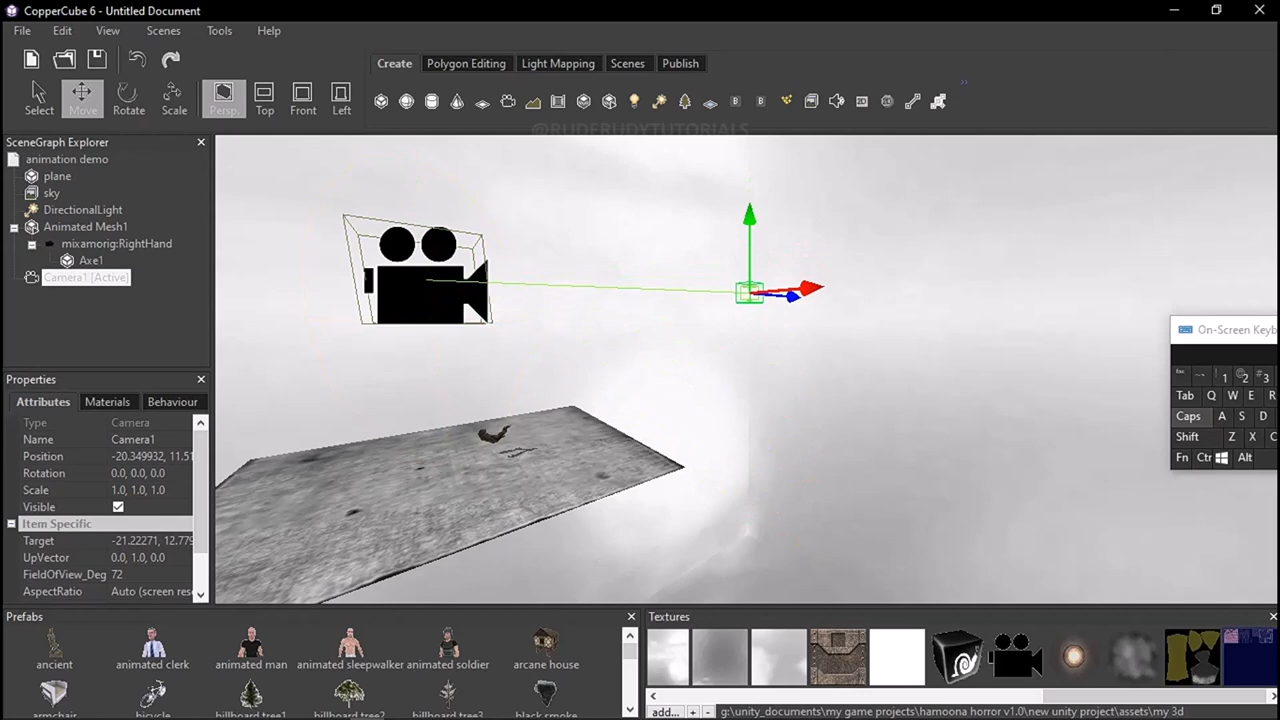 CopperCube 6 - Untitled Document
File Edit View Scenes Tools Help
Create Polygon Editing Light Mapping Scenes Publish
Select Move Rotate Scale Persp. Top Front Left
@RUDERUDYTUTORIALS
SceneGraph Explorer
animation demo
plane
sky
DirectionalLight
Animated Mesh1
mixamorig:RightHand
Axe1
Camera1 [Active]
On-Screen Keyb
Esc 1 2 #3
Tab Q W E R
Caps A S D
Shift Z X C
Fn Ctr Alt
Properties
Attributes Materials Behaviour
Type Camera
Name Camera1
Position -20.349932, 11.51
Rotation 0.0, 0.0, 0.0
Scale 1.0, 1.0, 1.0
Visible
Item Specific
Target -21.22271, 12.779
UpVector 0.0, 1.0, 0.0
FieldOfView_Deg 72
AspectRatio Auto (screen res
Prefabs
ancient animated clerk animated man animated sleepwalker animated soldier arcane house
armchair bicycle billboard tree1 billboard tree2 billboard tree3 black smoke
Textures
add... + - g:\unity_documents\my game projects\hamoona horror v1.0\new unity project\assets\my 3d